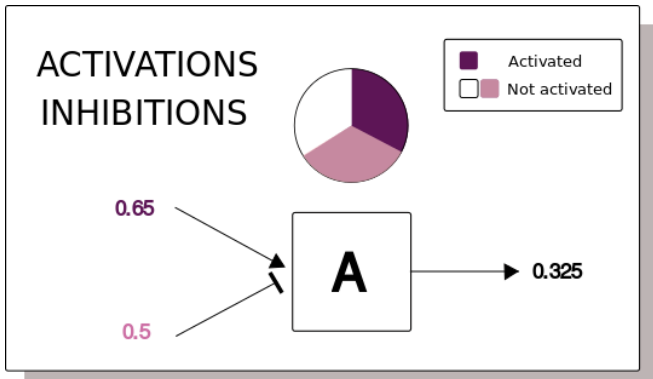 ACTIVATIONS
INHIBITIONS
Activated
Not activated
0.65
0.5
A
0.325